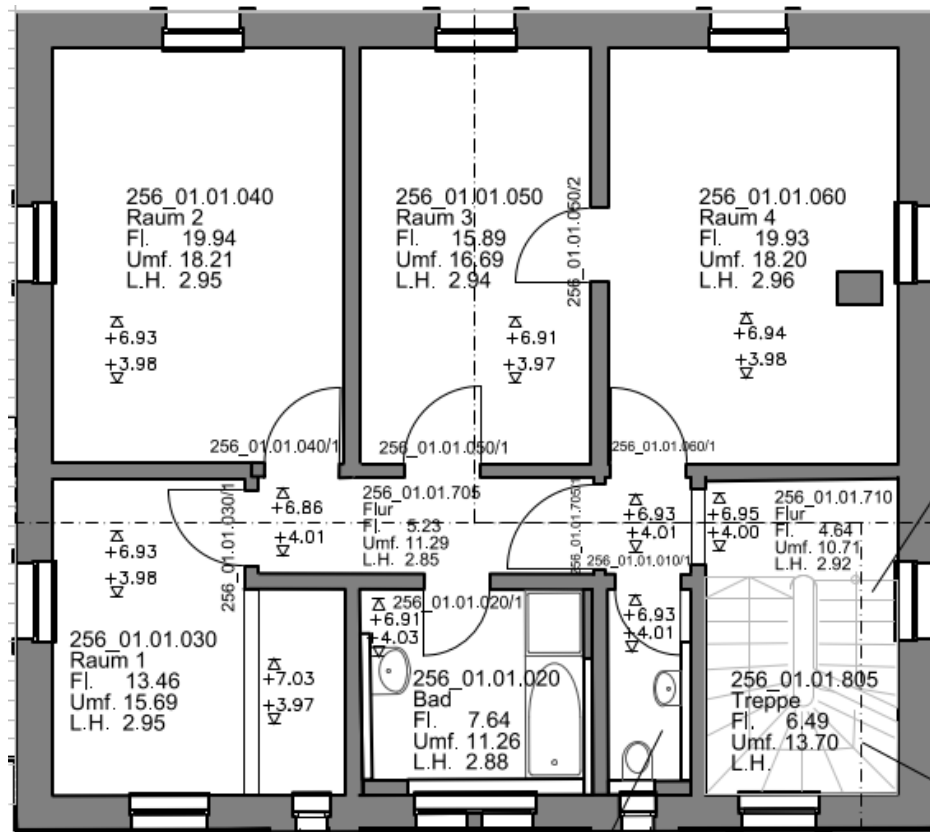 256_01.01.040
Raum 2
Fl. 19.94
Umf. 18.21
L.H. 2.95
+6.93
+3.98
256_01.01.050
Raum 3
Fl. 15.89
Umf. 16.69
L.H. 2.94
+6.91
+3.97
256_01.01.050/2
256_01.01.060
Raum 4
Fl. 19.93
Umf. 18.20
L.H. 2.96
+6.94
+3.98
256_01.01.040/1
256_01.01.050/1
256_01.01.060/1
256_01.01.030/1
+6.86
+4.01
256_01.01.705
Flur
Fl. 5.23
Umf. 11.29
L.H. 2.85
256_01.01.705/1
+6.93
+4.01
256_01.01.010/1
+6.95
+4.00
256_01.01.710
Flur
Fl. 4.64
Umf. 10.71
L.H. 2.92
+6.93
+3.98
256_01.01.030
Raum 1
Fl. 13.46
Umf. 15.69
L.H. 2.95
+7.03
+3.97
256_01.01.020/1
+6.91
+4.03
256_01.01.020
Bad
Fl. 7.64
Umf. 11.26
L.H. 2.88
+6.93
+4.01
256_01.01.805
Treppe
Fl. 6.49
Umf. 13.70
L.H.